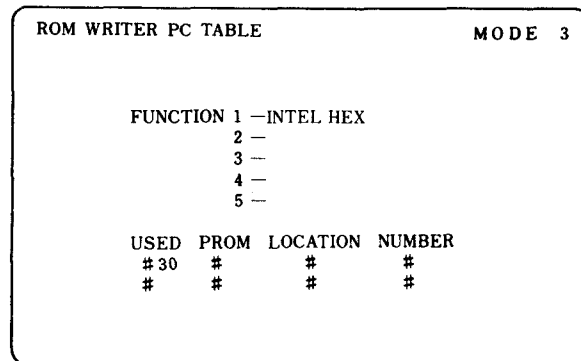 ROM WRITER PC TABLE MODE 3
FUNCTION 1 —INTEL HEX
2 —
3 —
4 —
5 —
USED PROM LOCATION NUMBER
#30 # # #
# # # #